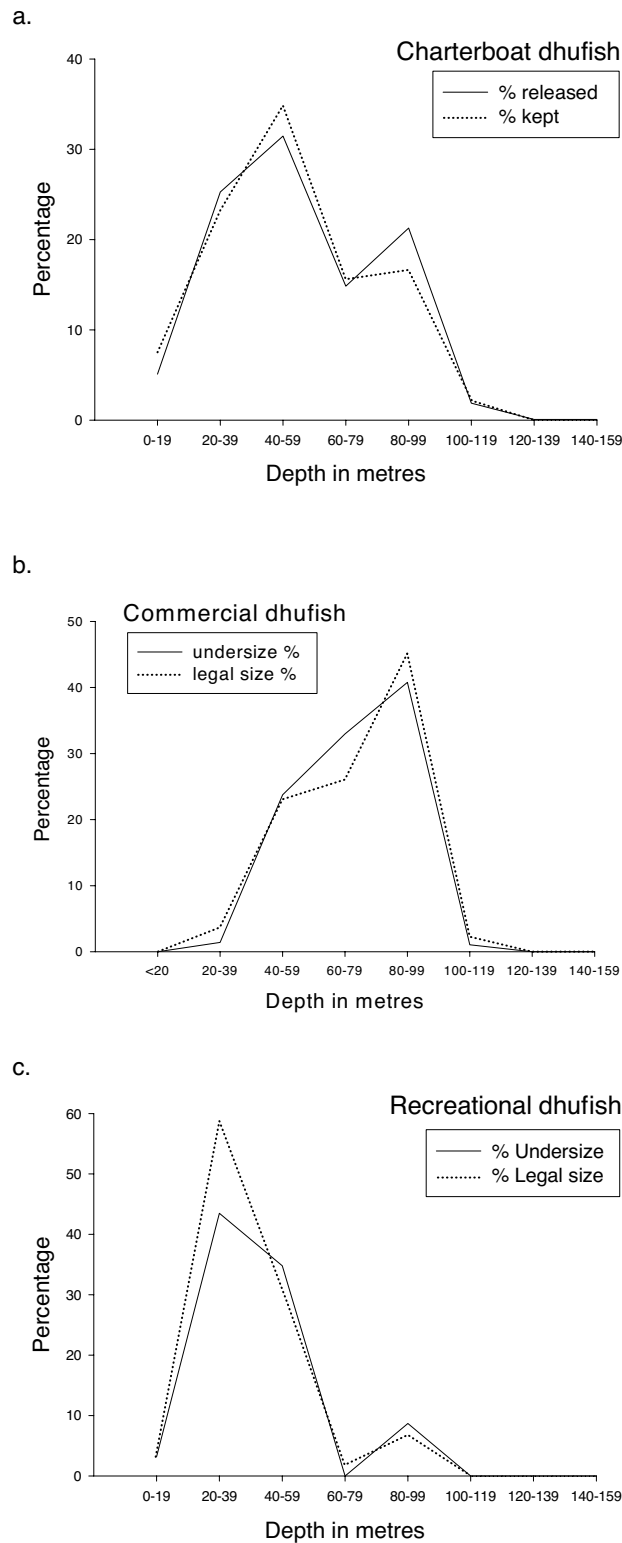 a.
Charterboat dhufish
% released
% kept
40
30
20
10
0
Percentage
0-19 20-39 40-59 60-79 80-99 100-119 120-139 140-159
Depth in metres
b.
Commercial dhufish
undersize %
legal size %
50
40
30
20
10
0
Percentage
<20 20-39 40-59 60-79 80-99 100-119 120-139 140-159
Depth in metres
c.
Recreational dhufish
% Undersize
% Legal size
60
50
40
30
20
10
0
Percentage
0-19 20-39 40-59 60-79 80-99 100-119 120-139 140-159
Depth in metres